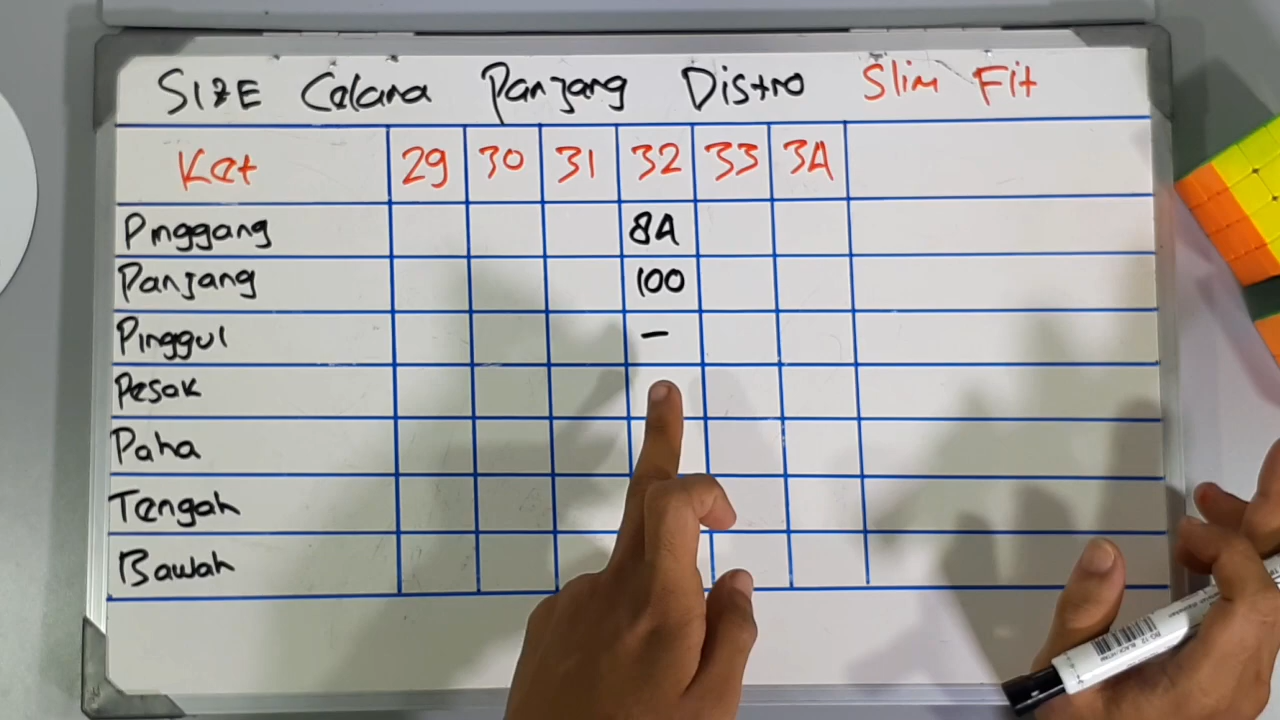 SIZE Celana Panjang Distro Slim Fit
Ket 29 30 31 32 33 34
Pnggang 84
Panjang 100
Pinggul –
Pesak
Paha
Tengah
Bawah